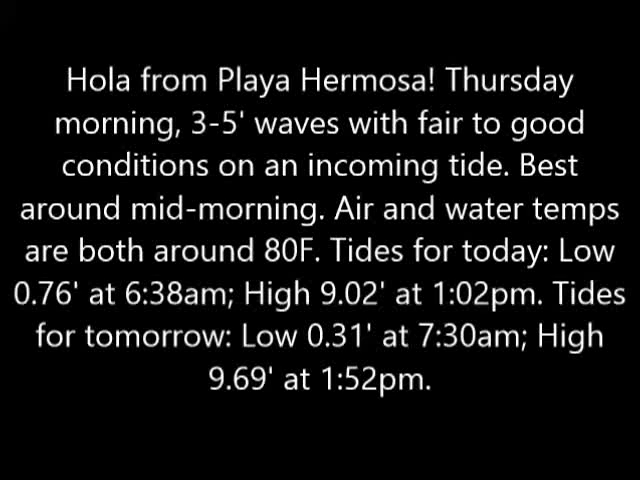 Hola from Playa Hermosa! Thursday
morning, 3-5' waves with fair to good
conditions on an incoming tide. Best
around mid-morning. Air and water temps
are both around 80F. Tides for today: Low
0.76' at 6:38am; High 9.02' at 1:02pm. Tides
for tomorrow: Low 0.31' at 7:30am; High
9.69' at 1:52pm.